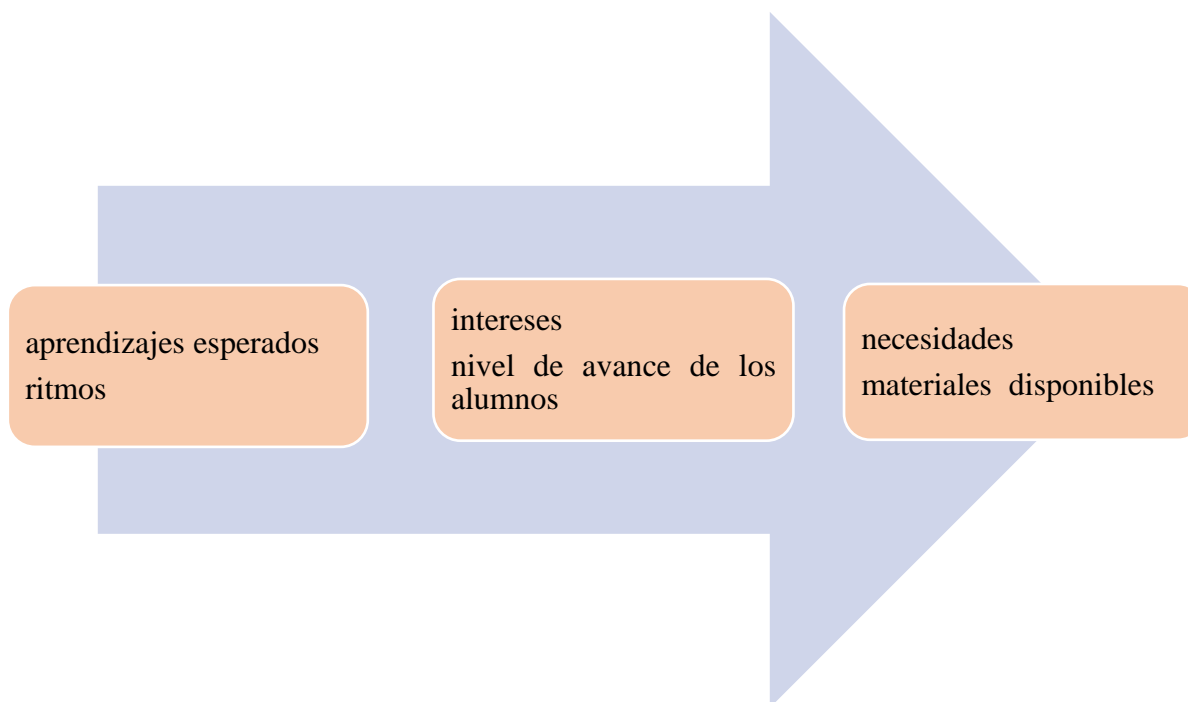 aprendizajes esperados
ritmos
intereses
nivel de avance de los
alumnos
necesidades
materiales disponibles